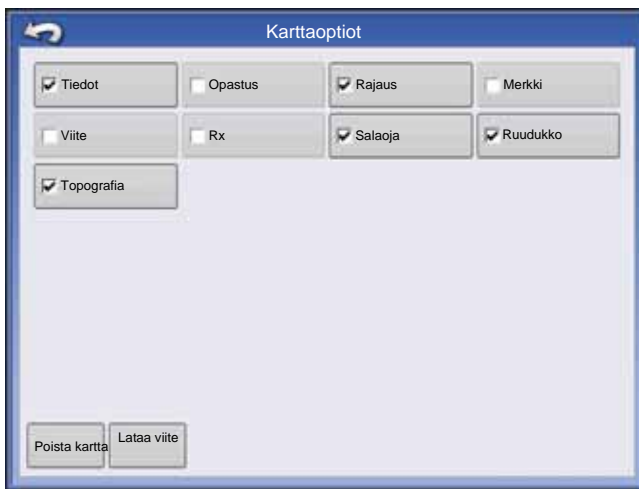 Karttaoptiot
Tiedot
Opastus
Rajaus
Merkki
Viite
Rx
Salaoja
Ruudukko
Topografia
Poista kartta
Lataa viite